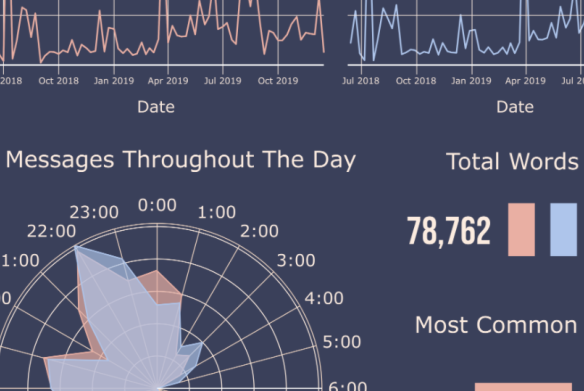 2018 Oct 2018 Jan 2019 Apr 2019 Jul 2019 Oct 2019
Jul 2018 Oct 2018 Jan 2019 Apr 2019 Jul 20
Date
Date
Messages Throughout The Day
Total Words
23:00 0:00 1:00
22:00 2:00
78,762
1:00 3:00
0 4:00
Most Common
5:00
6:00